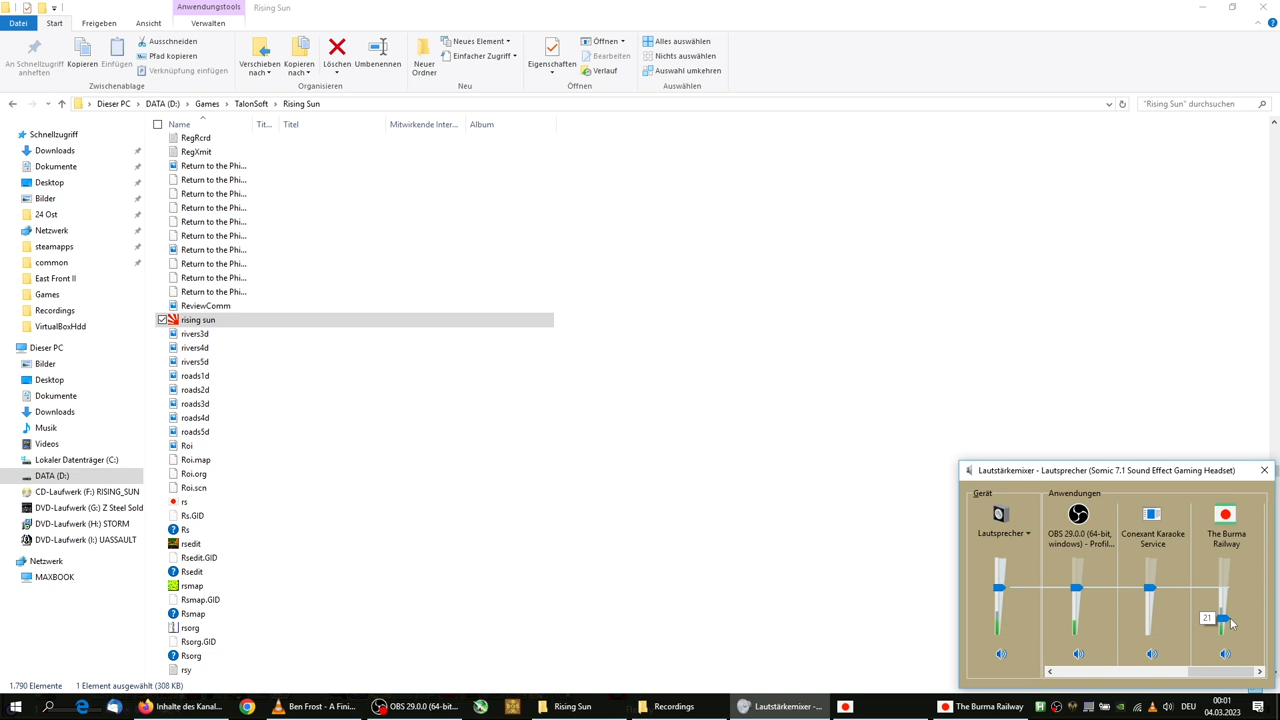 Anwendungstools
Rising Sun
Datei
Start
Freigeben
Ansicht
Verwalten
An Schnellzugriff
anheften
Kopieren
Einfügen
Ausschneiden
Pfad kopieren
Verknüpfung einfügen
Zwischenablage
Verschieben
nach
Kopieren
nach
Löschen
Umbenennen
Organisieren
Neuer
Ordner
Neues Element
Einfacher Zugriff
Neu
Eigenschaften
Öffnen
Bearbeiten
Verlauf
Öffnen
Alles auswählen
Nichts auswählen
Auswahl umkehren
Auswählen
Dieser PC
DATA (D:)
Games
TalonSoft
Rising Sun
"Rising Sun" durchsuchen
Schnellzugriff
Downloads
Dokumente
Desktop
Bilder
24 Ost
Netzwerk
steamapps
common
East Front II
Games
Recordings
VirtualBoxHdd
Dieser PC
Bilder
Desktop
Dokumente
Downloads
Musik
Videos
Lokaler Datenträger (C:)
DATA (D:)
CD-Laufwerk (F:) RISING_SUN
DVD-Laufwerk (G:) Z Steel Sold
DVD-Laufwerk (H:) STORM
DVD-Laufwerk (I:) UASSAULT
Netzwerk
MAXBOOK
Name
Tit...
Titel
Mitwirkende Inter...
Album
RegRcrd
RegXmit
Return to the Phi...
Return to the Phi...
Return to the Phi...
Return to the Phi...
Return to the Phi...
Return to the Phi...
Return to the Phi...
Return to the Phi...
Return to the Phi...
Return to the Phi...
ReviewComm
rising sun
rivers3d
rivers4d
rivers5d
roads1d
roads2d
roads3d
roads4d
roads5d
Roi
Roi.map
Roi.org
Roi.scn
rs
Rs.GID
Rs
rsedit
Rsedit.GID
Rsedit
rsmap
Rsmap.GID
Rsmap
rsorg
Rsorg.GID
Rsorg
rsy
Lautstärkemixer - Lautsprecher (Somic 7.1 Sound Effect Gaming Headset)
Gerät
Anwendungen
Lautsprecher
OBS 29.0.0 (64-bit,
windows) - Profil...
Conexant Karaoke
Service
The Burma
Railway
21
1.790 Elemente
1 Element ausgewählt (308 KB)
Inhalte des Kanal...
Ben Frost - A Fini...
OBS 29.0.0 (64-bit...
Rising Sun
Recordings
Lautstärkemixer -...
The Burma Railway
DEU
00:01
04.03.2023